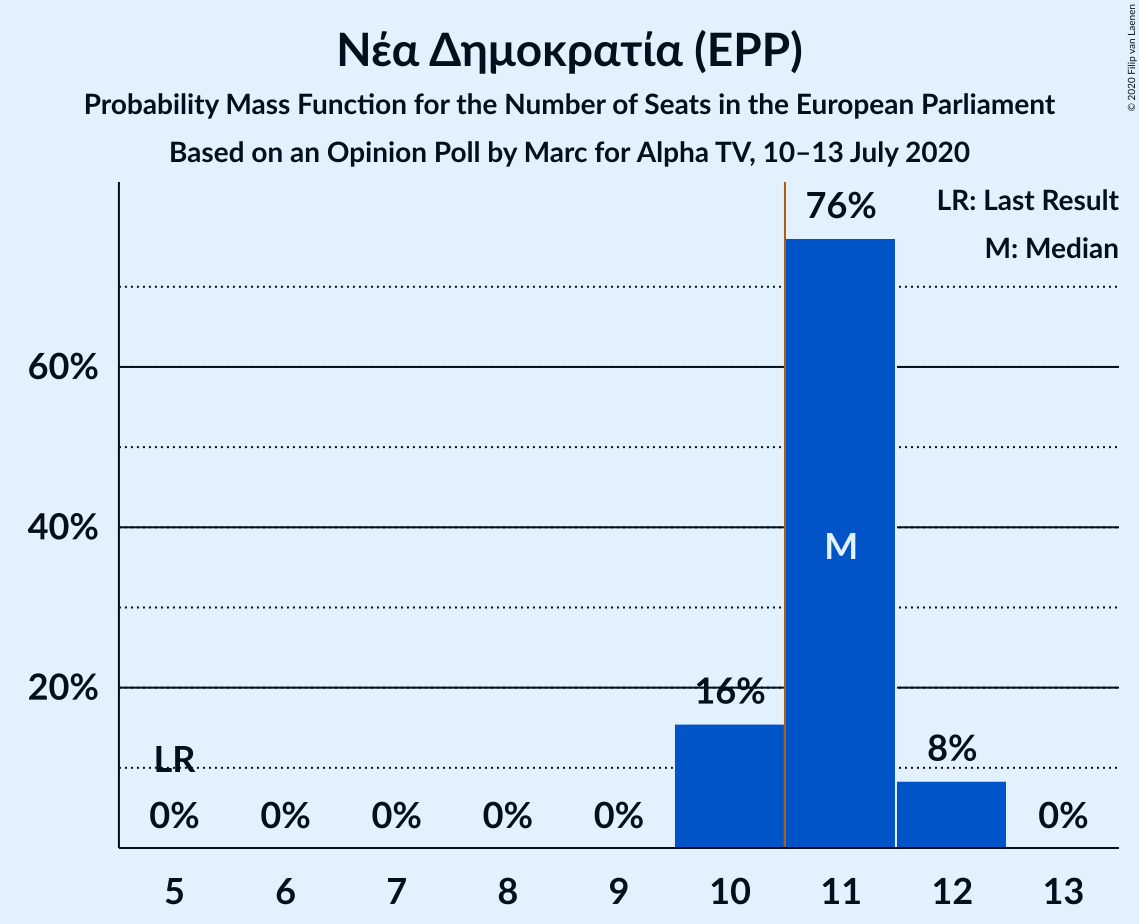 Νέα Δημοκρατία (EPP)
Probability Mass Function for the Number of Seats in the European Parliament
Based on an Opinion Poll by Marc for Alpha TV, 10–13 July 2020
© 2020 Filip van Laenen
LR: Last Result
M: Median
76%
60%
40%
M
20%
16%
8%
LR
0%
0%
0%
0%
0%
0%
5
6
7
8
9
10
11
12
13